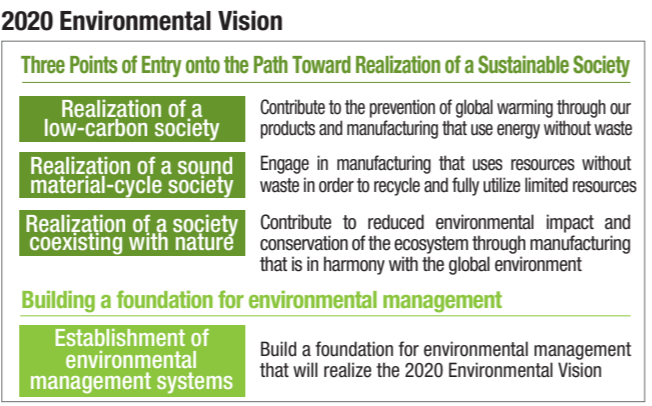 2020 Environmental Vision
Three Points of Entry onto the Path Toward Realization of a Sustainable Society
Realization of a
low-carbon society
Contribute to the prevention of global warming through our
products and manufacturing that use energy without waste
Realization of a sound
material-cycle society
Engage in manufacturing that uses resources without
waste in order to recycle and fully utilize limited resources
Realization of a society
coexisting with nature
Contribute to reduced environmental impact and
conservation of the ecosystem through manufacturing
that is in harmony with the global environment
Building a foundation for environmental management
Establishment of
environmental
management systems
Build a foundation for environmental management
that will realize the 2020 Environmental Vision